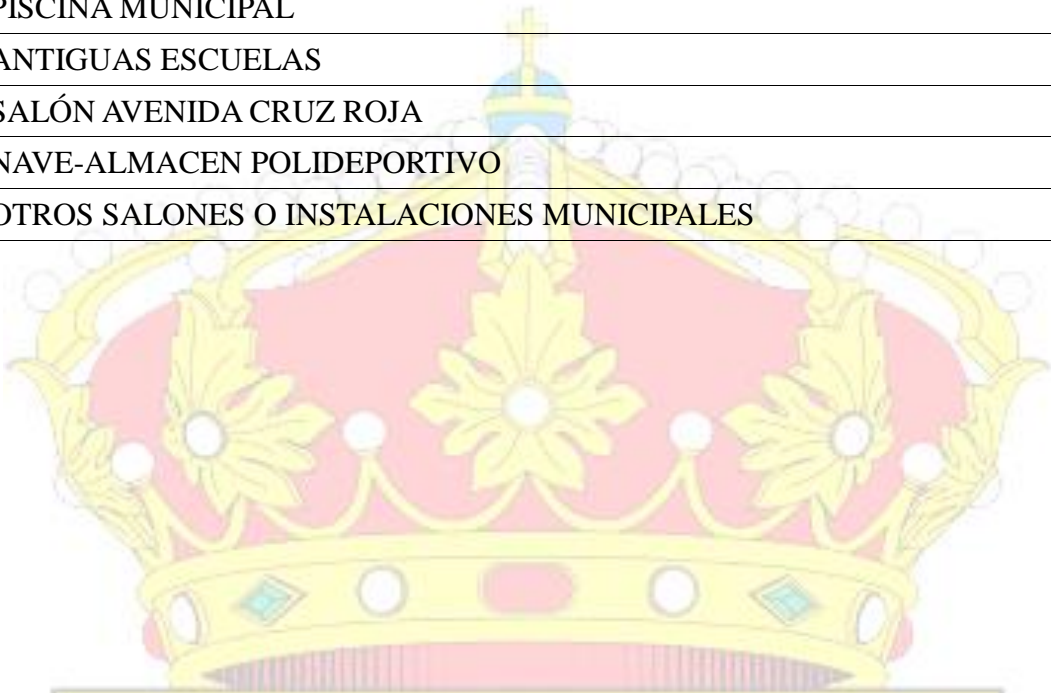 PISCINA MUNICIPAL
ANTIGUAS ESCUELAS
SALÓN AVENIDA CRUZ ROJA
NAVE-ALMACEN POLIDEPORTIVO
OTROS SALONES O INSTALACIONES MUNICIPALES